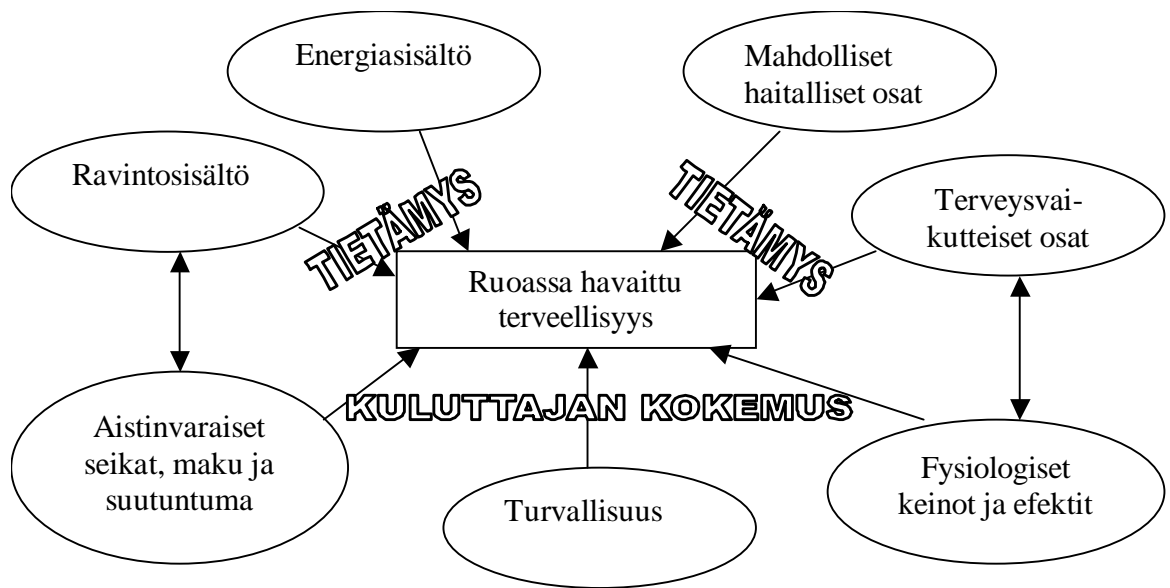 Energiasisältö
Mahdolliset
haitalliset osat
Ravintosisältö
TIETÄMYS
TIETÄMYS
Terveysvai-
kutteiset osat
Ruoassa havaittu
terveellisyys
KULUTTAJAN KOKEMUS
Aistinvaraiset
seikat, maku ja
suutuntuma
Turvallisuus
Fysiologiset
keinot ja efektit